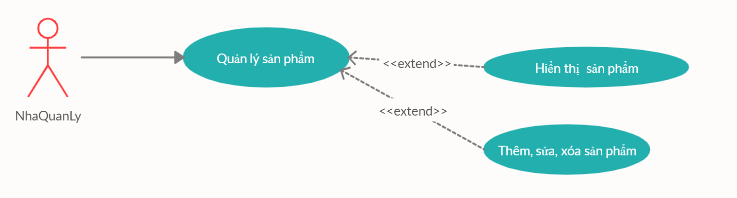 Quản lý sản phẩm
<<extend>>
Hiển thị sản phẩm
NhaQuanLy
<<extend>>
Thêm, sửa, xóa sản phẩm